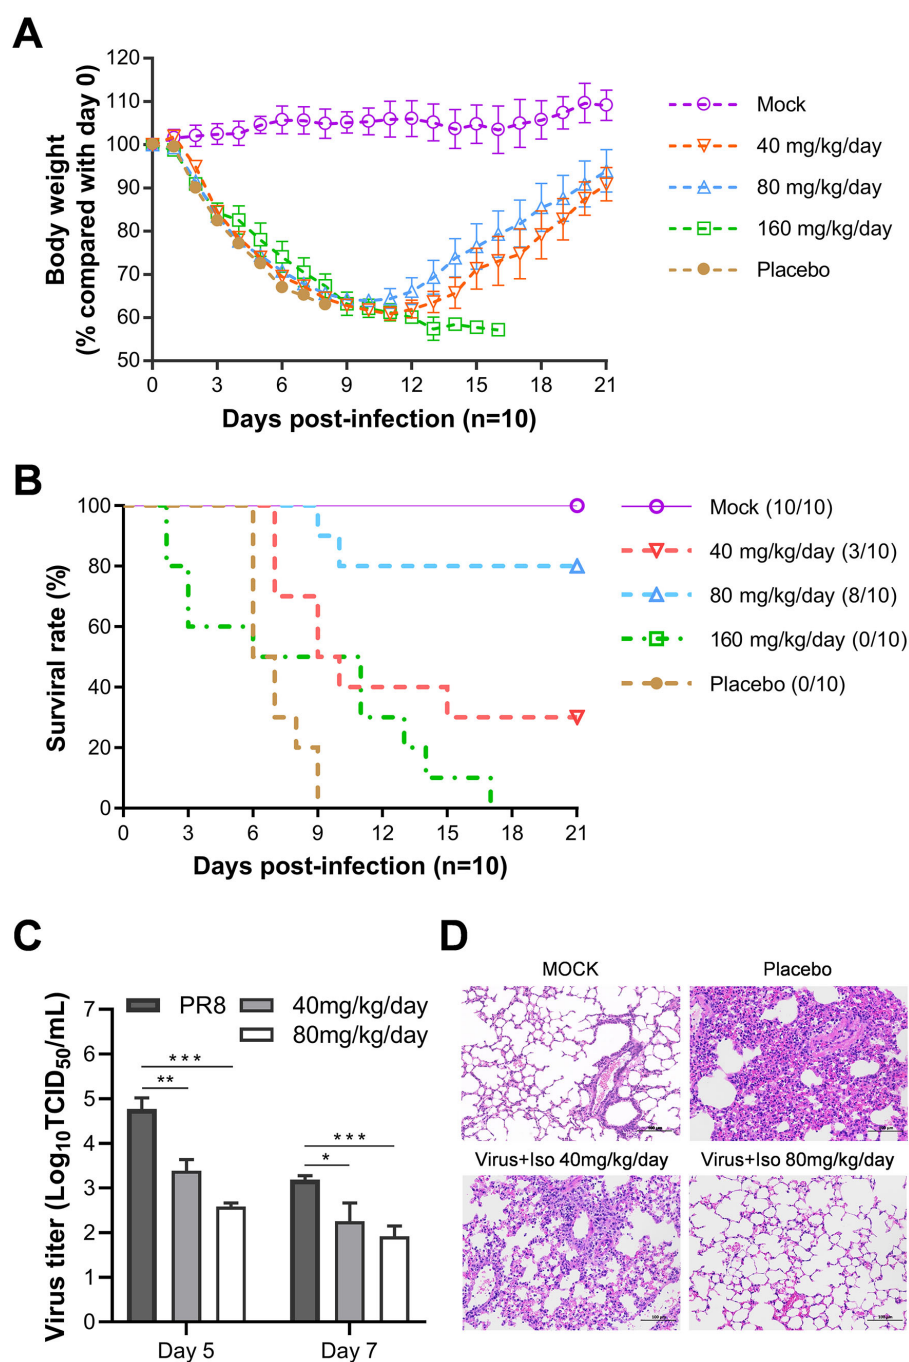 A
Body weight
(% compared with day 0)
120
110
100
90
80
70
60
50
0 3 6 9 12 15 18 21
Days post-infection (n=10)
Mock
40 mg/kg/day
80 mg/kg/day
160 mg/kg/day
Placebo
B
Surviral rate (%)
100
80
60
40
20
0
0 3 6 9 12 15 18 21
Days post-infection (n=10)
Mock (10/10)
40 mg/kg/day (3/10)
80 mg/kg/day (8/10)
160 mg/kg/day (0/10)
Placebo (0/10)
C
Virus titer (Log10TCID50/mL)
7
6
5
4
3
2
1
0
PR8
40mg/kg/day
80mg/kg/day
***
**
***
*
Day 5 Day 7
D
MOCK
Placebo
Virus+Iso 40mg/kg/day
Virus+Iso 80mg/kg/day